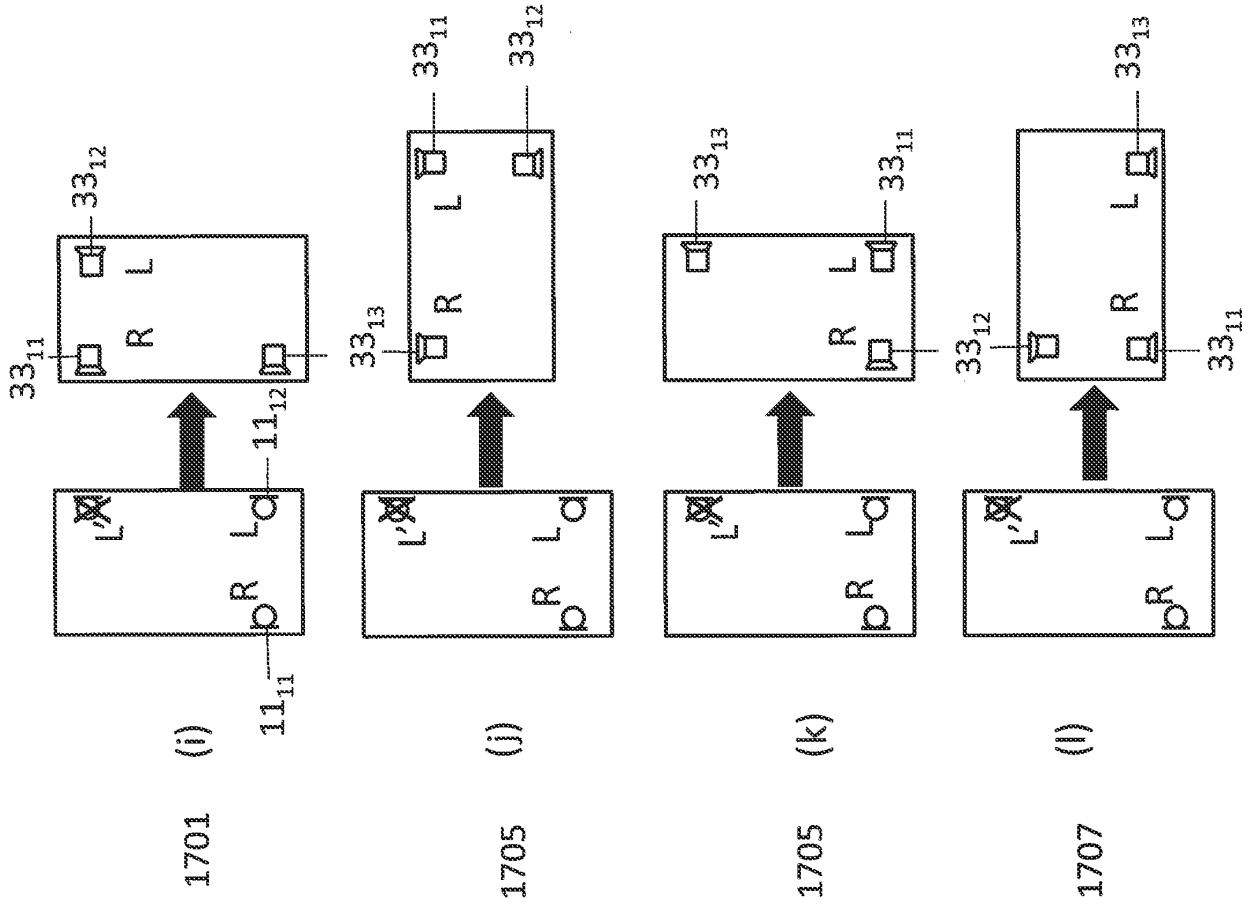 1701
(i)
L'
R L
11₁₁
11₁₂
33₁₁
33₁₂
R L
1705
(j)
L'
R L
33₁₃
R L
33₁₁
33₁₂
1705
(k)
L'
R L
33₁₃
R L
33₁₁
1707
(l)
L'
R L
33₁₂
R L
33₁₁
33₁₃